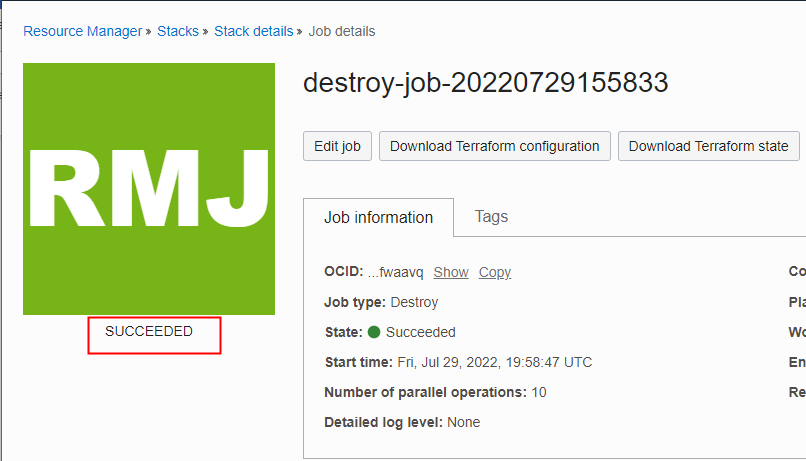 Resource Manager » Stacks » Stack details » Job details
RMJ
SUCCEEDED
destroy-job-20220729155833
Edit job Download Terraform configuration Download Terraform state
Job information Tags
OCID: ...fwaavq Show Copy
Job type: Destroy
State: Succeeded
Start time: Fri, Jul 29, 2022, 19:58:47 UTC
Number of parallel operations: 10
Detailed log level: None
Co
Pla
Wo
En
Re